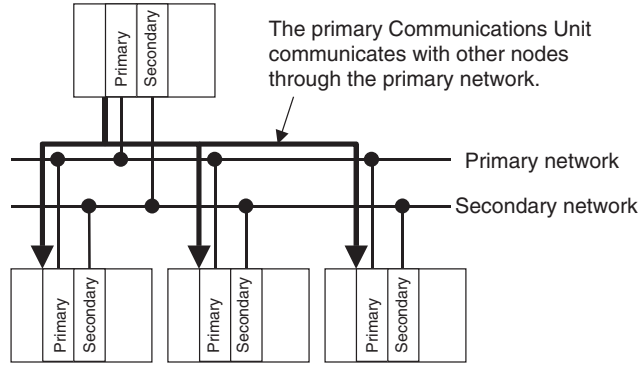 The primary Communications Unit
communicates with other nodes
through the primary network.
Primary
Secondary
Primary network
Secondary network
Primary
Secondary
Primary
Secondary
Primary
Secondary